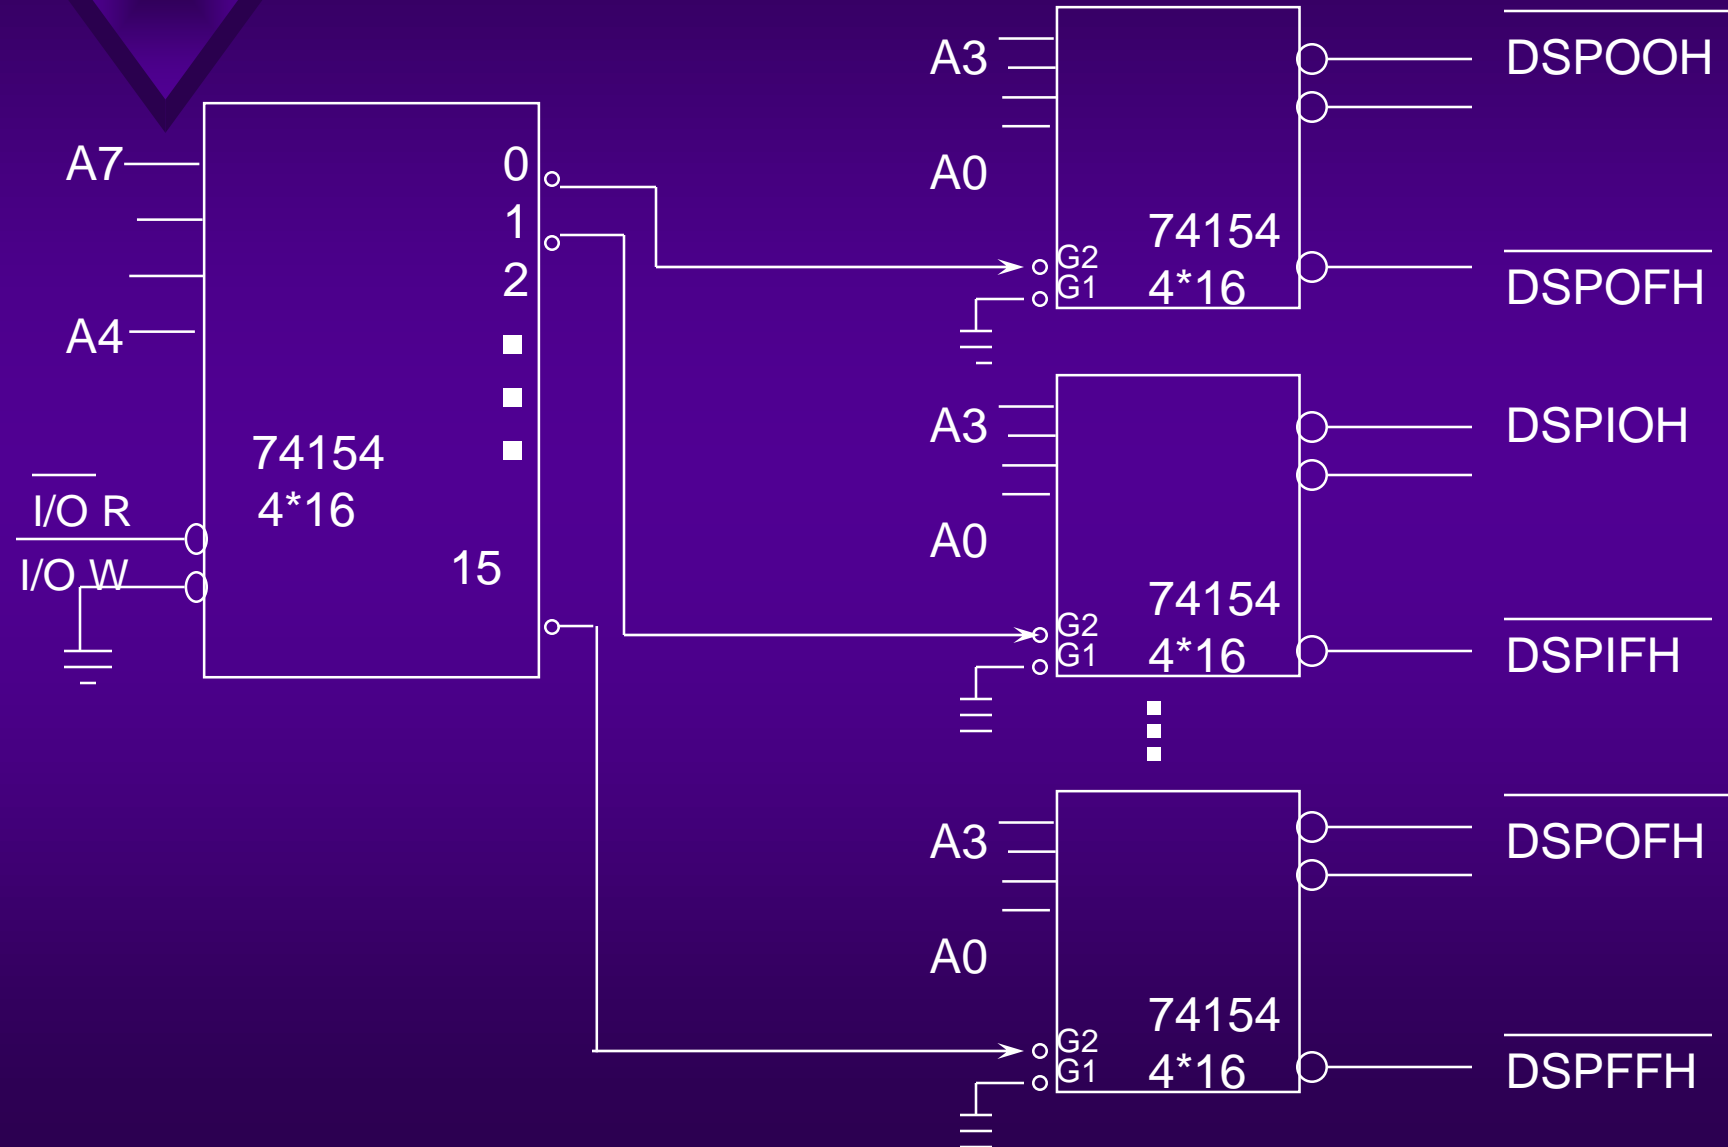 A7
A4
I/O R
I/O W
0
1
2
74154
4*16
15
A3
A0
G2
G1
74154
4*16
DSPOOH
DSPOFH
A3
A0
G2
G1
74154
4*16
DSPIOH
DSPIFH
A3
A0
G2
G1
74154
4*16
DSPOFH
DSPFFH